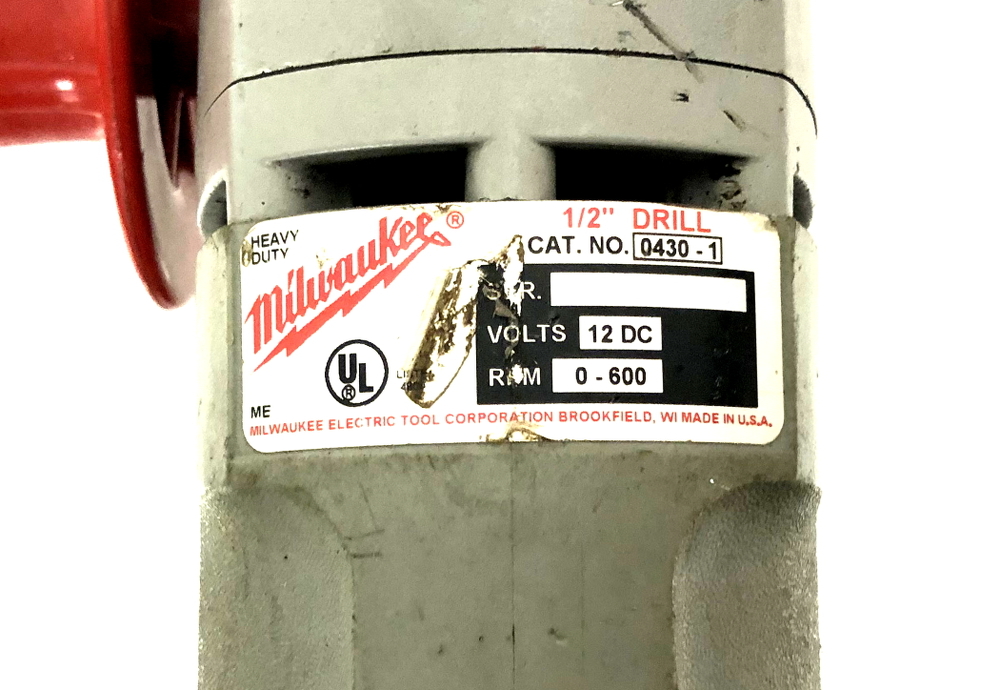 HEAVY
DUTY
Milwaukee®
1/2" DRILL
CAT. NO. 0430-1
VOLTS 12 DC
0-600
UL®
ME
MILWAUKEE ELECTRIC TOOL CORPORATION BROOKFIELD, WI MADE IN U.S.A.